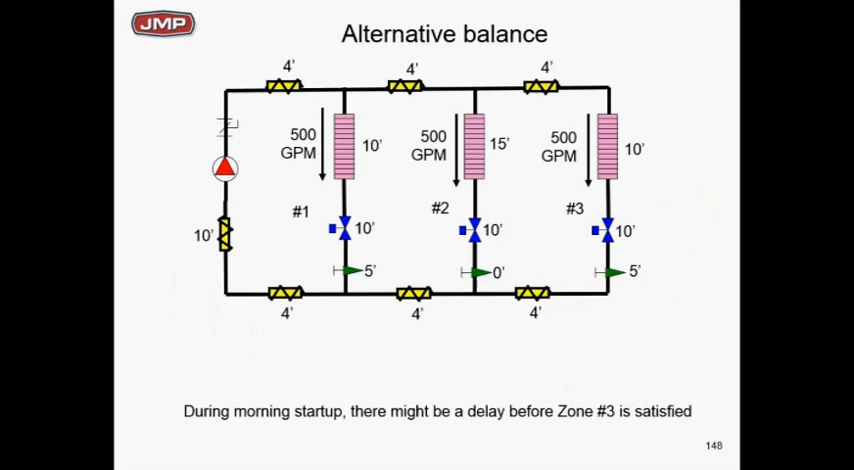 JMP
Alternative balance
4' 4' 4'
500 GPM 10' 500 GPM 15' 500 GPM 10'
#1 #2 #3
10' 10' 10' 10'
5' 0' 5'
4' 4' 4'
During morning startup, there might be a delay before Zone #3 is satisfied
148